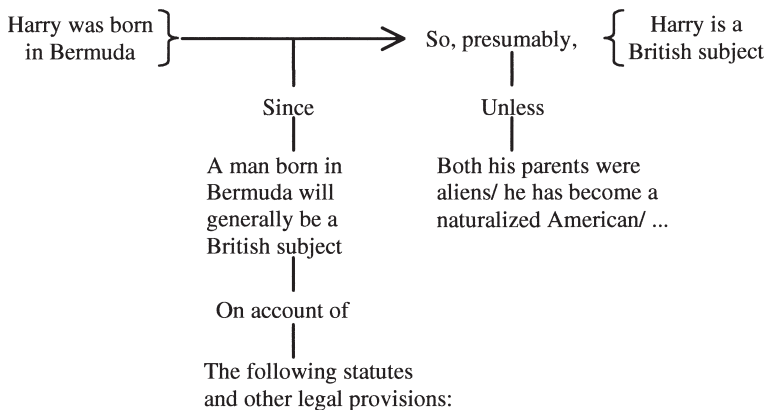 Harry was born
in Bermuda
So, presumably,
Harry is a
British subject
Since
Unless
A man born in
Bermuda will
generally be a
British subject
Both his parents were
aliens/ he has become a
naturalized American/ ...
On account of
The following statutes
and other legal provisions: